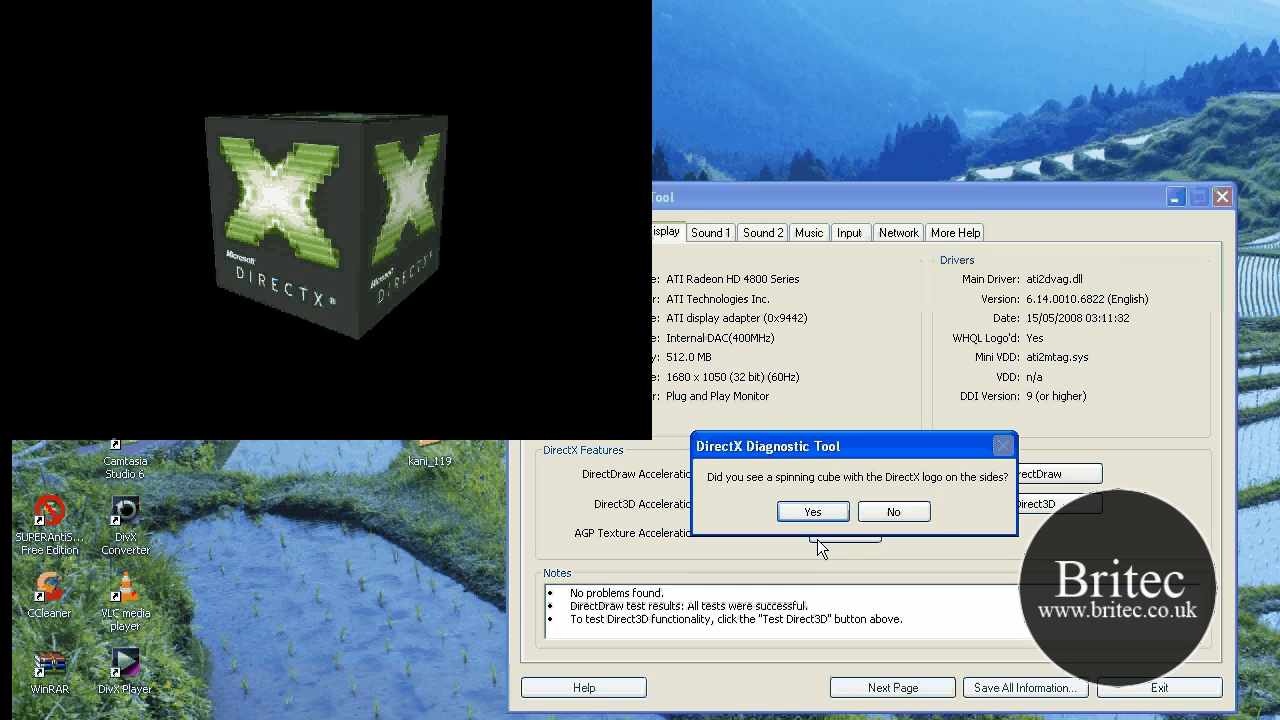 Microsoft
DIRECTX®
Microsoft
DIRECTX®
Tool
isplay
Sound 1
Sound 2
Music
Input
Network
More Help
e: ATI Radeon HD 4800 Series
r: ATI Technologies Inc.
: ATI display adapter (0x9442)
e: Internal DAC(400MHz)
y: 512.0 MB
e: 1680 x 1050 (32 bit) (60Hz)
r: Plug and Play Monitor
Drivers
Main Driver: ati2dvag.dll
Version: 6.14.0010.6822 (English)
Date: 15/05/2008 03:11:82
WHQL Logo'd: Yes
Mini VDD: ati2mtag.sys
VDD: n/a
DDI Version: 9 (or higher)
DirectX Features
DirectDraw Acceleratio
Direct3D Acceleratio
AGP Texture Acceleratio
rectDraw
Direct3D
DirectX Diagnostic Tool
Did you see a spinning cube with the DirectX logo on the sides?
Yes
No
Notes
• No problems found.
• DirectDraw test results: All tests were successful.
• To test Direct3D functionality, click the "Test Direct3D" button above.
Help
Next Page
Save All Information...
Exit
Camtasia
Studio 6
kani_119
SUPERAntiS...
Free Edition
DivX
Converter
CCleaner
VLC media
player
WinRAR
DivX Player
Britec
www.britec.co.uk